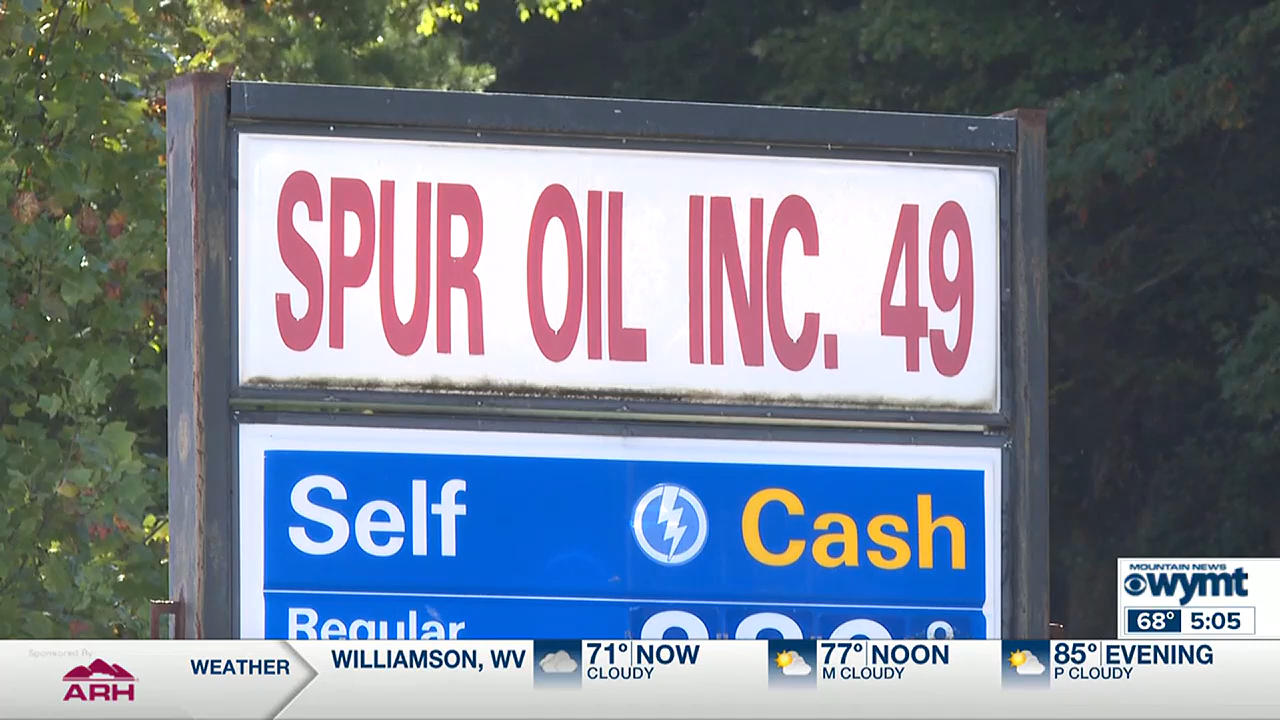 SPUR OIL INC. 49
Self Cash
Regular
MOUNTAIN NEWS
wymt
68° 5:05
Sponsored By
ARH
WEATHER
WILLIAMSON, WV
71° NOW
CLOUDY
77° NOON
M CLOUDY
85° EVENING
P CLOUDY